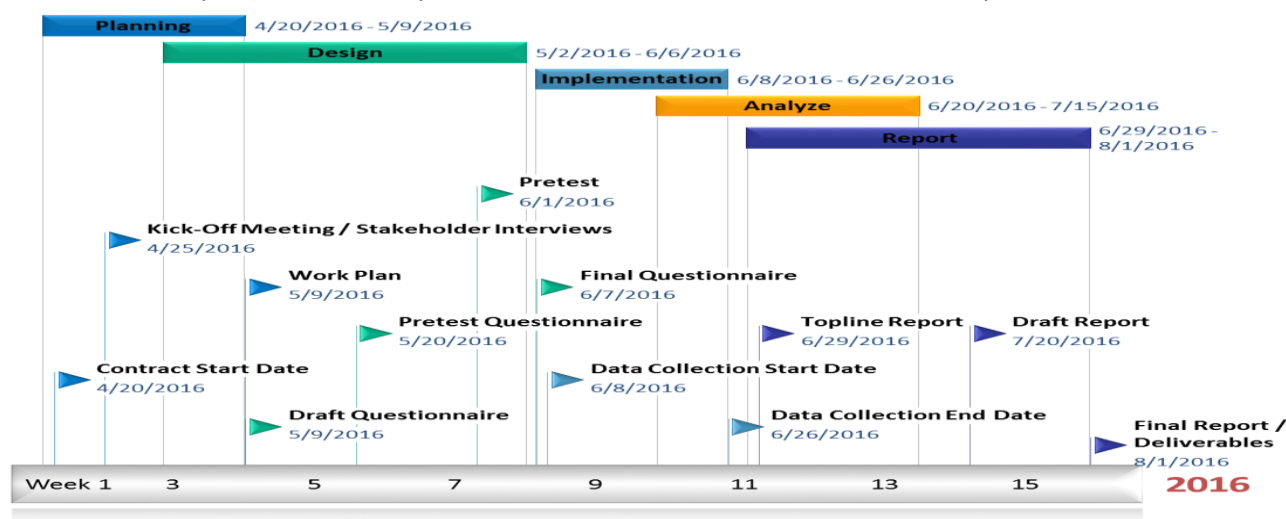 Planning 4/20/2016 - 5/9/2016
Design 5/2/2016 - 6/6/2016
Implementation 6/8/2016 - 6/26/2016
Analyze 6/20/2016 - 7/15/2016
Report 6/29/2016 -
8/1/2016
Pretest
6/1/2016
Kick-Off Meeting / Stakeholder Interviews
4/25/2016
Work Plan
5/9/2016
Final Questionnaire
6/7/2016
Pretest Questionnaire
5/20/2016
Topline Report
6/29/2016
Draft Report
7/20/2016
Contract Start Date
4/20/2016
Data Collection Start Date
6/8/2016
Draft Questionnaire
5/9/2016
Data Collection End Date
6/26/2016
Final Report /
Deliverables
8/1/2016
Week 1 3 5 7 9 11 13 15 2016